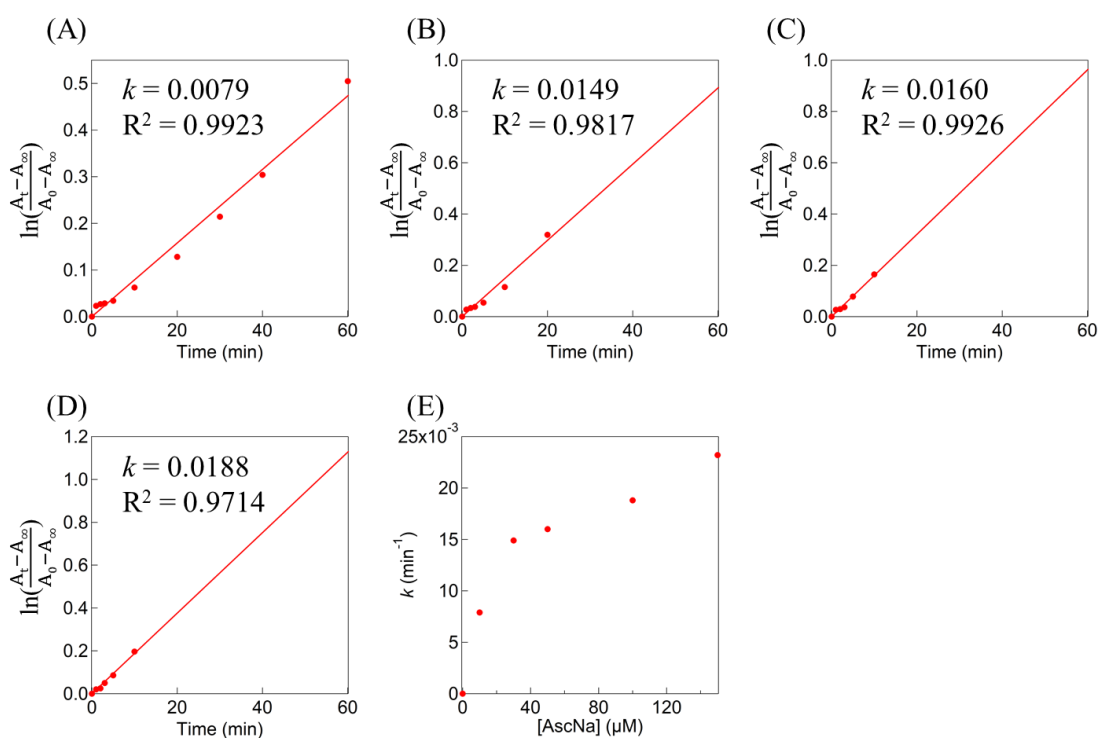 (A)
k = 0.0079
R² = 0.9923
ln(
Aₜ−A∞
A₀−A∞
)
0.5
0.4
0.3
0.2
0.1
0.0
0 20 40 60
Time (min)
(B)
k = 0.0149
R² = 0.9817
ln(
Aₜ−A∞
A₀−A∞
)
1.0
0.8
0.6
0.4
0.2
0.0
0 20 40 60
Time (min)
(C)
k = 0.0160
R² = 0.9926
ln(
Aₜ−A∞
A₀−A∞
)
1.0
0.8
0.6
0.4
0.2
0.0
0 20 40 60
Time (min)
(D)
k = 0.0188
R² = 0.9714
ln(
Aₜ−A∞
A₀−A∞
)
1.2
1.0
0.8
0.6
0.4
0.2
0.0
0 20 40 60
Time (min)
(E)
25x10⁻³
20
15
10
5
0
k (min⁻¹)
0 40 80 120
[AscNa] (µM)